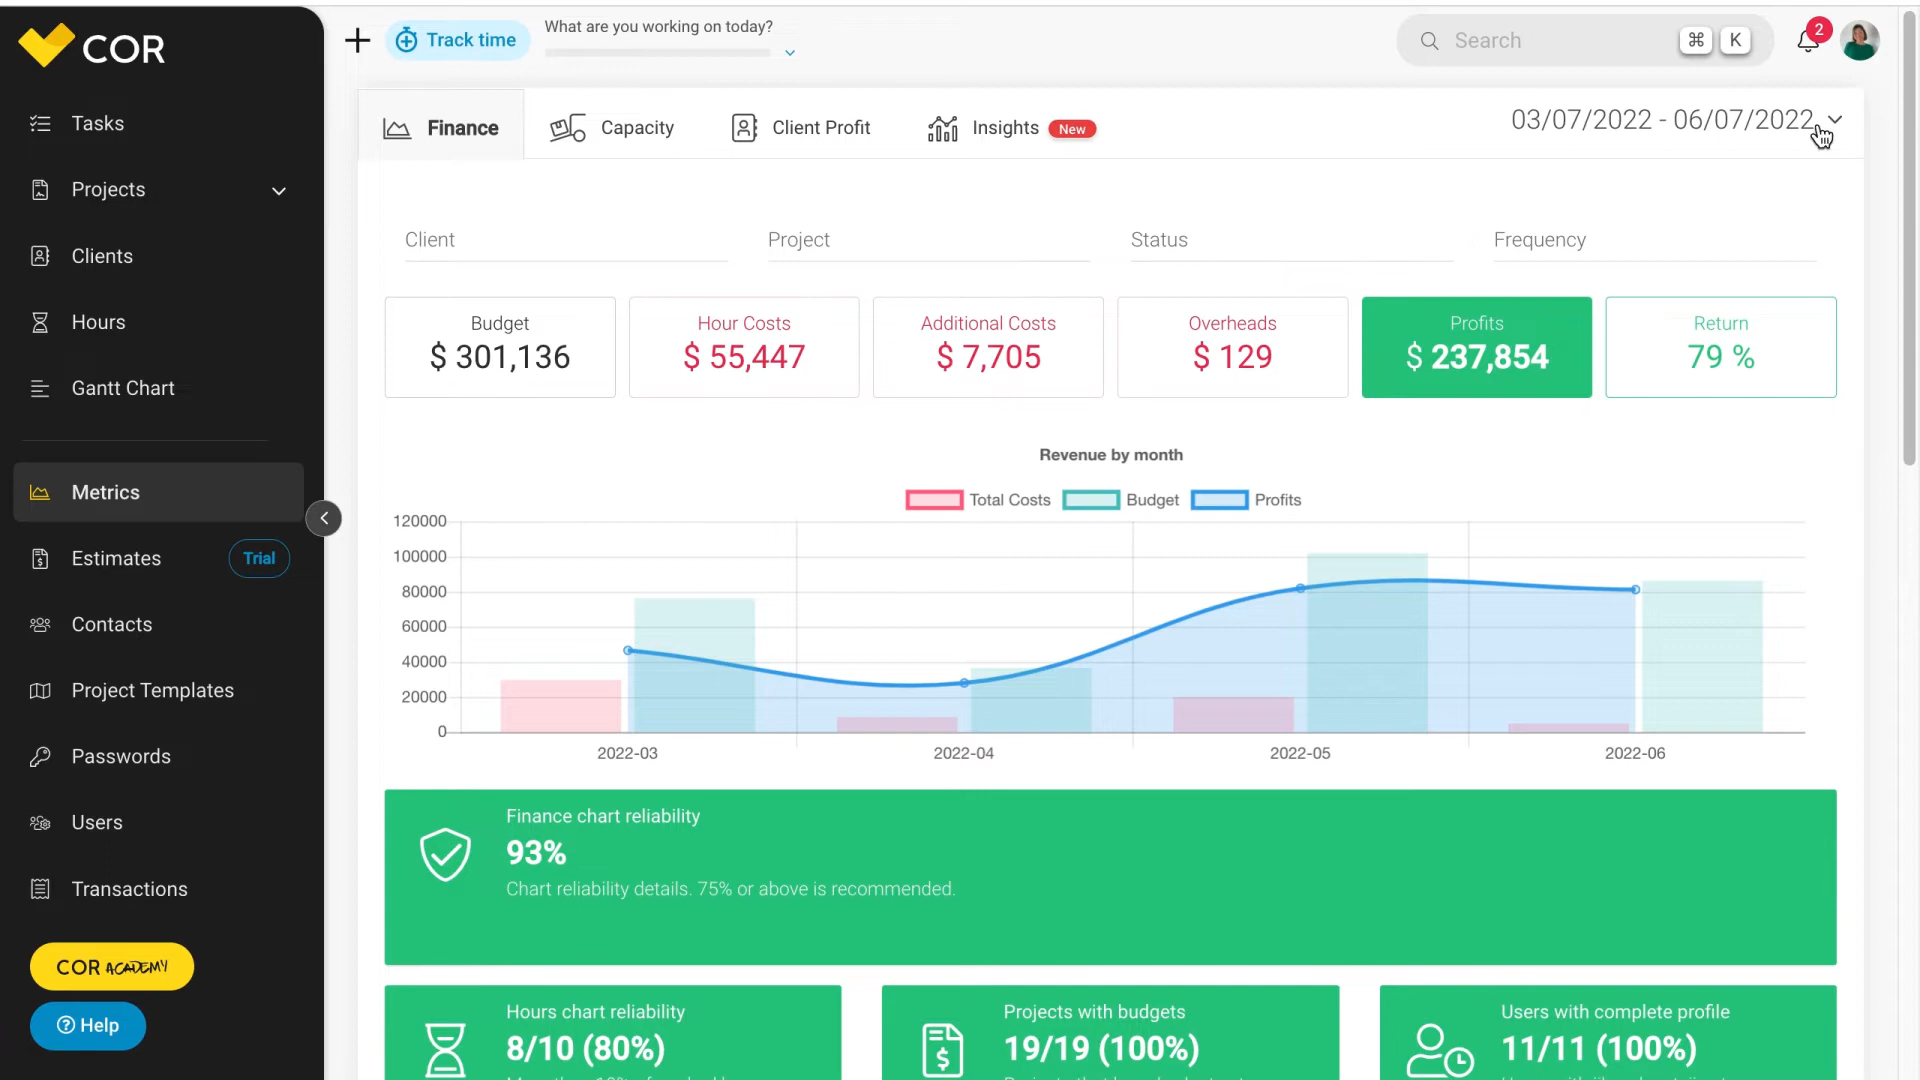 COR
Track time
What are you working on today?
Search
⌘ K
2
Tasks
Projects
Clients
Hours
Gantt Chart
Metrics
Estimates
Trial
Contacts
Project Templates
Passwords
Users
Transactions
COR ACADEMY
Help
Finance
Capacity
Client Profit
Insights New
03/07/2022 - 06/07/2022
Client
Project
Status
Frequency
Budget
$ 301,136
Hour Costs
$ 55,447
Additional Costs
$ 7,705
Overheads
$ 129
Profits
$ 237,854
Return
79 %
Revenue by month
Total Costs
Budget
Profits
120000
100000
80000
60000
40000
20000
0
2022-03
2022-04
2022-05
2022-06
Finance chart reliability
93%
Chart reliability details. 75% or above is recommended.
Hours chart reliability
8/10 (80%)
Projects with budgets
19/19 (100%)
Users with complete profile
11/11 (100%)